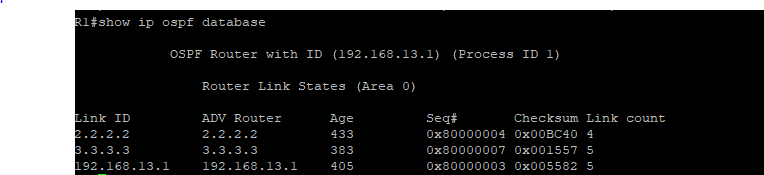 R1#show ip ospf database
OSPF Router with ID (192.168.13.1) (Process ID 1)
Router Link States (Area 0)
Link ID ADV Router Age Seq# Checksum Link count
2.2.2.2 2.2.2.2 433 0x80000004 0x00BC40 4
3.3.3.3 3.3.3.3 383 0x80000007 0x001557 5
192.168.13.1 192.168.13.1 405 0x80000003 0x005582 5